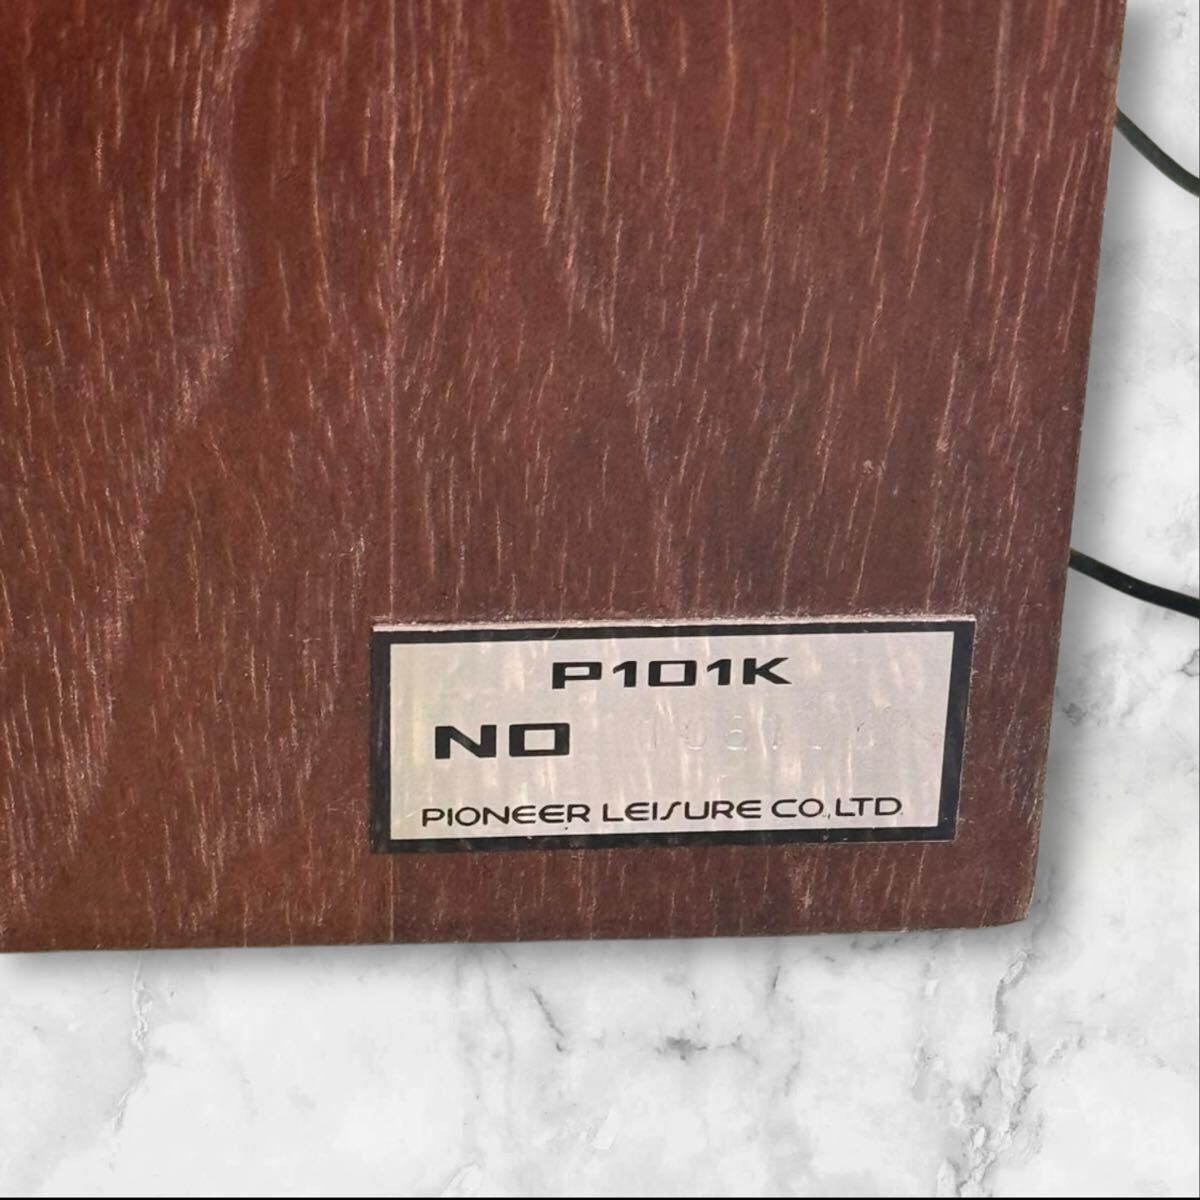 P101K
NO
PIONEER LEISURE CO.,LTD.